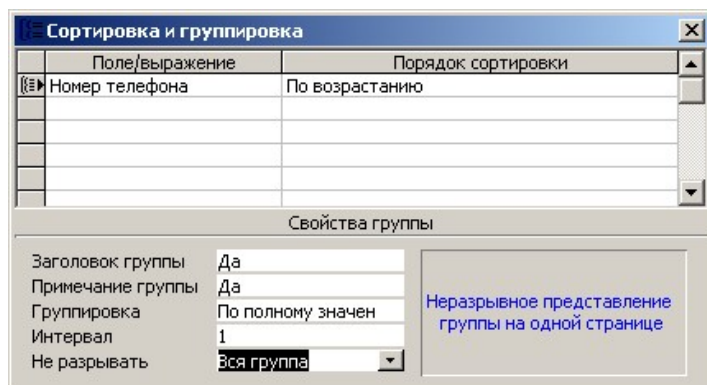 Сортировка и группировка
Поле/выражение Порядок сортировки
Номер телефона По возрастанию
Свойства группы
Заголовок группы Да
Примечание группы Да
Группировка По полному значен
Интервал 1
Не разрывать Вся группа
Неразрывное представление
группы на одной странице